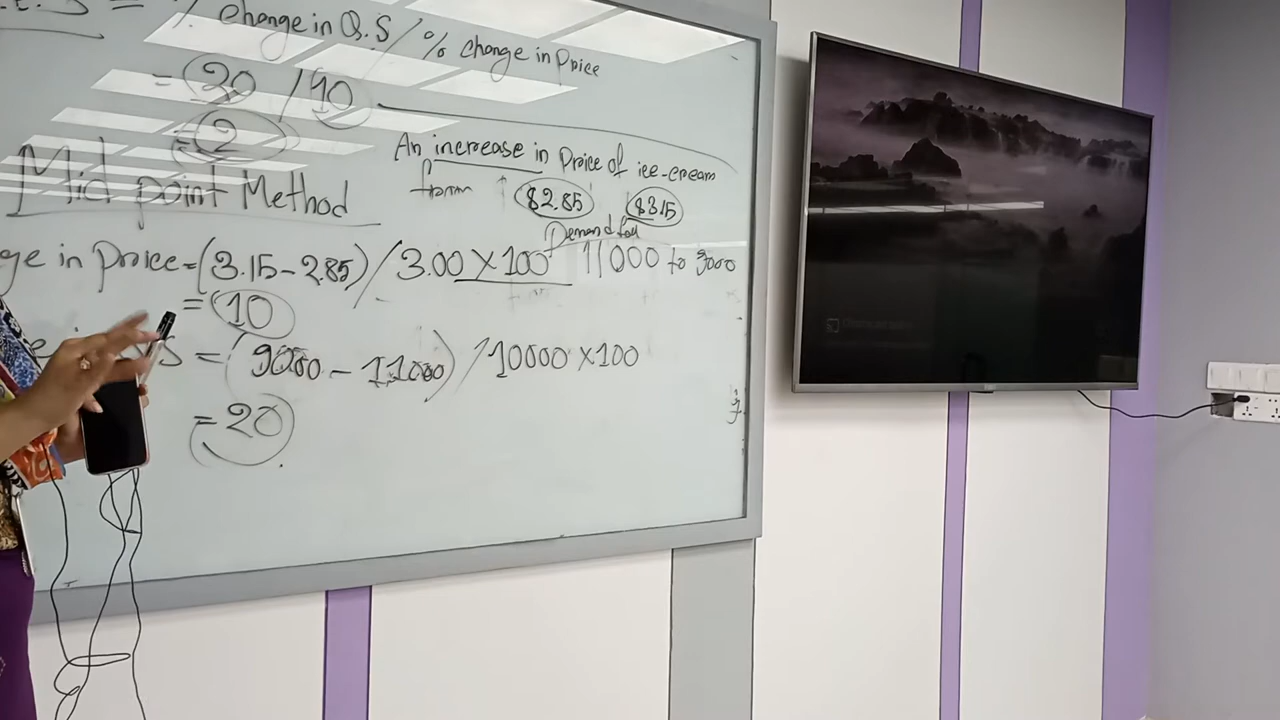 % change in Q.S / % change in Price
= 20 / 10
= 2
An increase in Price of ice-cream
from $2.85 $3.15
Mid point Method
Demand for
ge in Price = (3.15 - 2.85) / 3.00 X 100 11000 to 9000
= 10
S = (9000 - 11000) / 10000 X 100
= 20